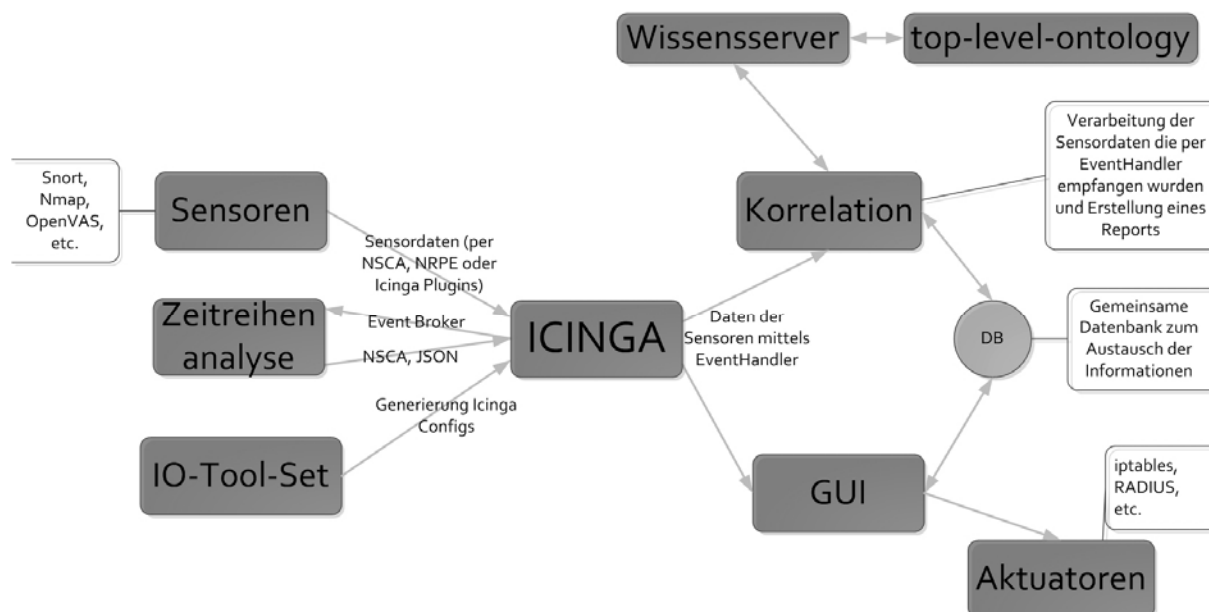 Wissensserver
top-level-ontology
Verarbeitung der
Sensordaten die per
EventHandler
empfangen wurden
und Erstellung eines
Reports
Snort,
Nmap,
OpenVAS,
etc.
Sensoren
Korrelation
Sensordaten (per
NSCA, NRPE oder
Icinga Plugins)
Zeitreihen
analyse
Event Broker
NSCA, JSON
ICINGA
Daten der
Sensoren mittels
EventHandler
DB
Gemeinsame
Datenbank zum
Austausch der
Informationen
Generierung Icinga
Configs
IO-Tool-Set
GUI
iptables,
RADIUS,
etc.
Aktuatoren